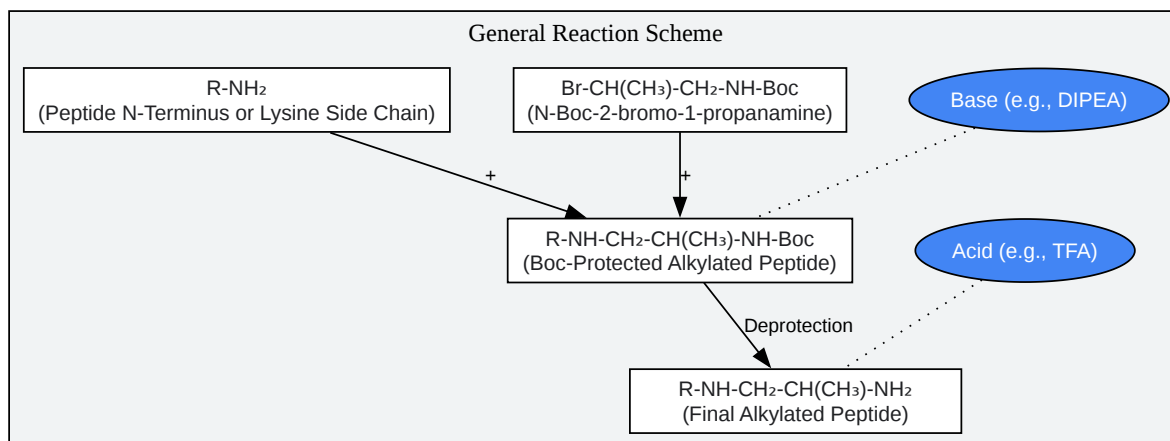 General Reaction Scheme
R-NH₂
(Peptide N-Terminus or Lysine Side Chain)
Br-CH(CH₃)-CH₂-NH-Boc
(N-Boc-2-bromo-1-propanamine)
Base (e.g., DIPEA)
+
+
R-NH-CH₂-CH(CH₃)-NH-Boc
(Boc-Protected Alkylated Peptide)
Acid (e.g., TFA)
Deprotection
R-NH-CH₂-CH(CH₃)-NH₂
(Final Alkylated Peptide)